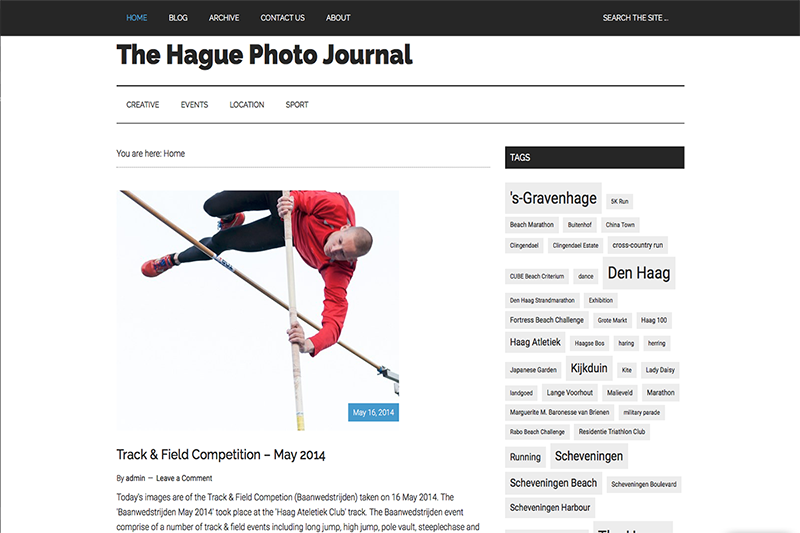 HOME BLOG ARCHIVE CONTACT US ABOUT SEARCH THE SITE ...
The Hague Photo Journal
CREATIVE EVENTS LOCATION SPORT
You are here: Home
May 16, 2014
Track & Field Competition – May 2014
By admin — Leave a Comment
Today's images are of the Track & Field Competion (Baanwedstrijden) taken on 16 May 2014. The
'Baanwedstrijden May 2014' took place at the 'Haag Ateletiek Club' track. The Baanwedstrijden event
comprise of a number of track & field events including long jump, high jump, pole vault, steeplechase and
TAGS
's-Gravenhage 5K Run
Beach Marathon Buitenhof China Town
Clingendael Clingendael Estate cross-country run
CUBE Beach Criterium dance Den Haag
Den Haag Strandmarathon Exhibition
Fortress Beach Challenge Grote Markt Haag 100
Haag Atletiek Haagse Bos haring herring
Japanese Garden Kijkduin Kite Lady Daisy
landgoed Lange Voorhout Malieveld Marathon
Marguerite M. Baronesse van Brienen military parade
Rabo Beach Challenge Residentie Triathlon Club
Running Scheveningen
Scheveningen Beach Scheveningen Boulevard
Scheveningen Harbour